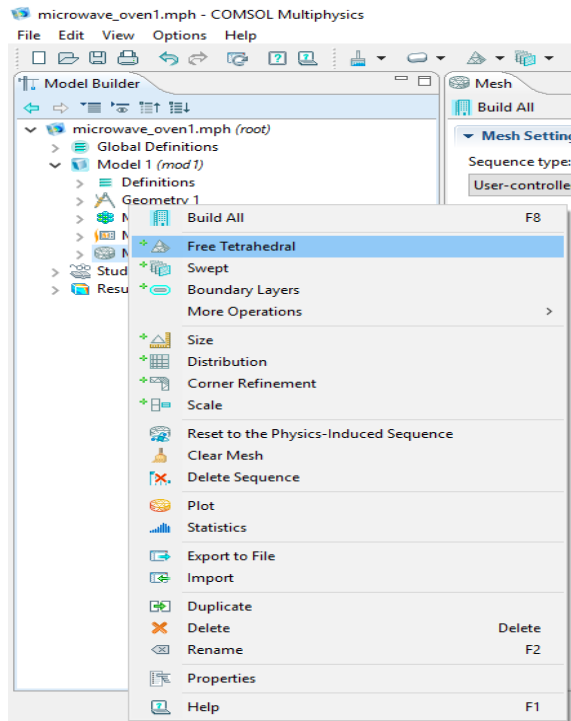 microwave_oven1.mph - COMSOL Multiphysics
File Edit View Options Help
Model Builder
Mesh
Build All
microwave_oven1.mph (root)
Mesh Setting
Global Definitions
Model 1 (mod1)
Sequence type:
Definitions
User-controlle
Geometry 1
M
M
M
Stud
Resu
Build All F8
Free Tetrahedral
Swept
Boundary Layers
More Operations >
Size
Distribution
Corner Refinement
Scale
Reset to the Physics-Induced Sequence
Clear Mesh
Delete Sequence
Plot
Statistics
Export to File
Import
Duplicate
Delete Delete
Rename F2
Properties
Help F1